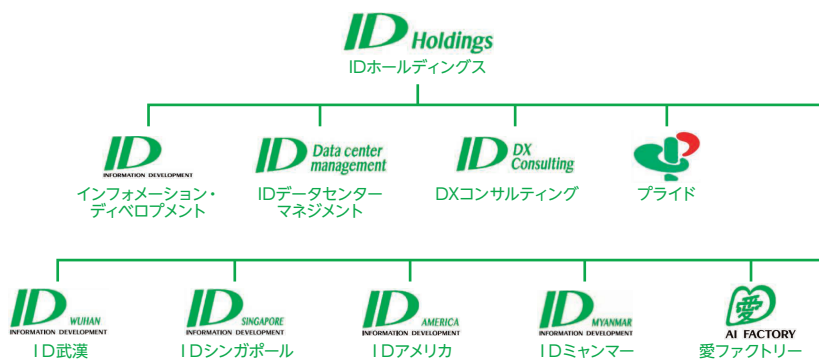 ID Holdings
IDホールディングス
ID
INFORMATION DEVELOPMENT
インフォメーション・
ディベロプメント
ID Data center
management
IDデータセンター
マネジメント
ID DX
Consulting
DXコンサルティング
プライド
ID WUHAN
INFORMATION DEVELOPMENT
ID武漢
ID SINGAPORE
INFORMATION DEVELOPMENT
IDシンガポール
ID AMERICA
INFORMATION DEVELOPMENT
IDアメリカ
ID MYANMAR
INFORMATION DEVELOPMENT
IDミャンマー
愛
AI FACTORY
愛ファクトリー